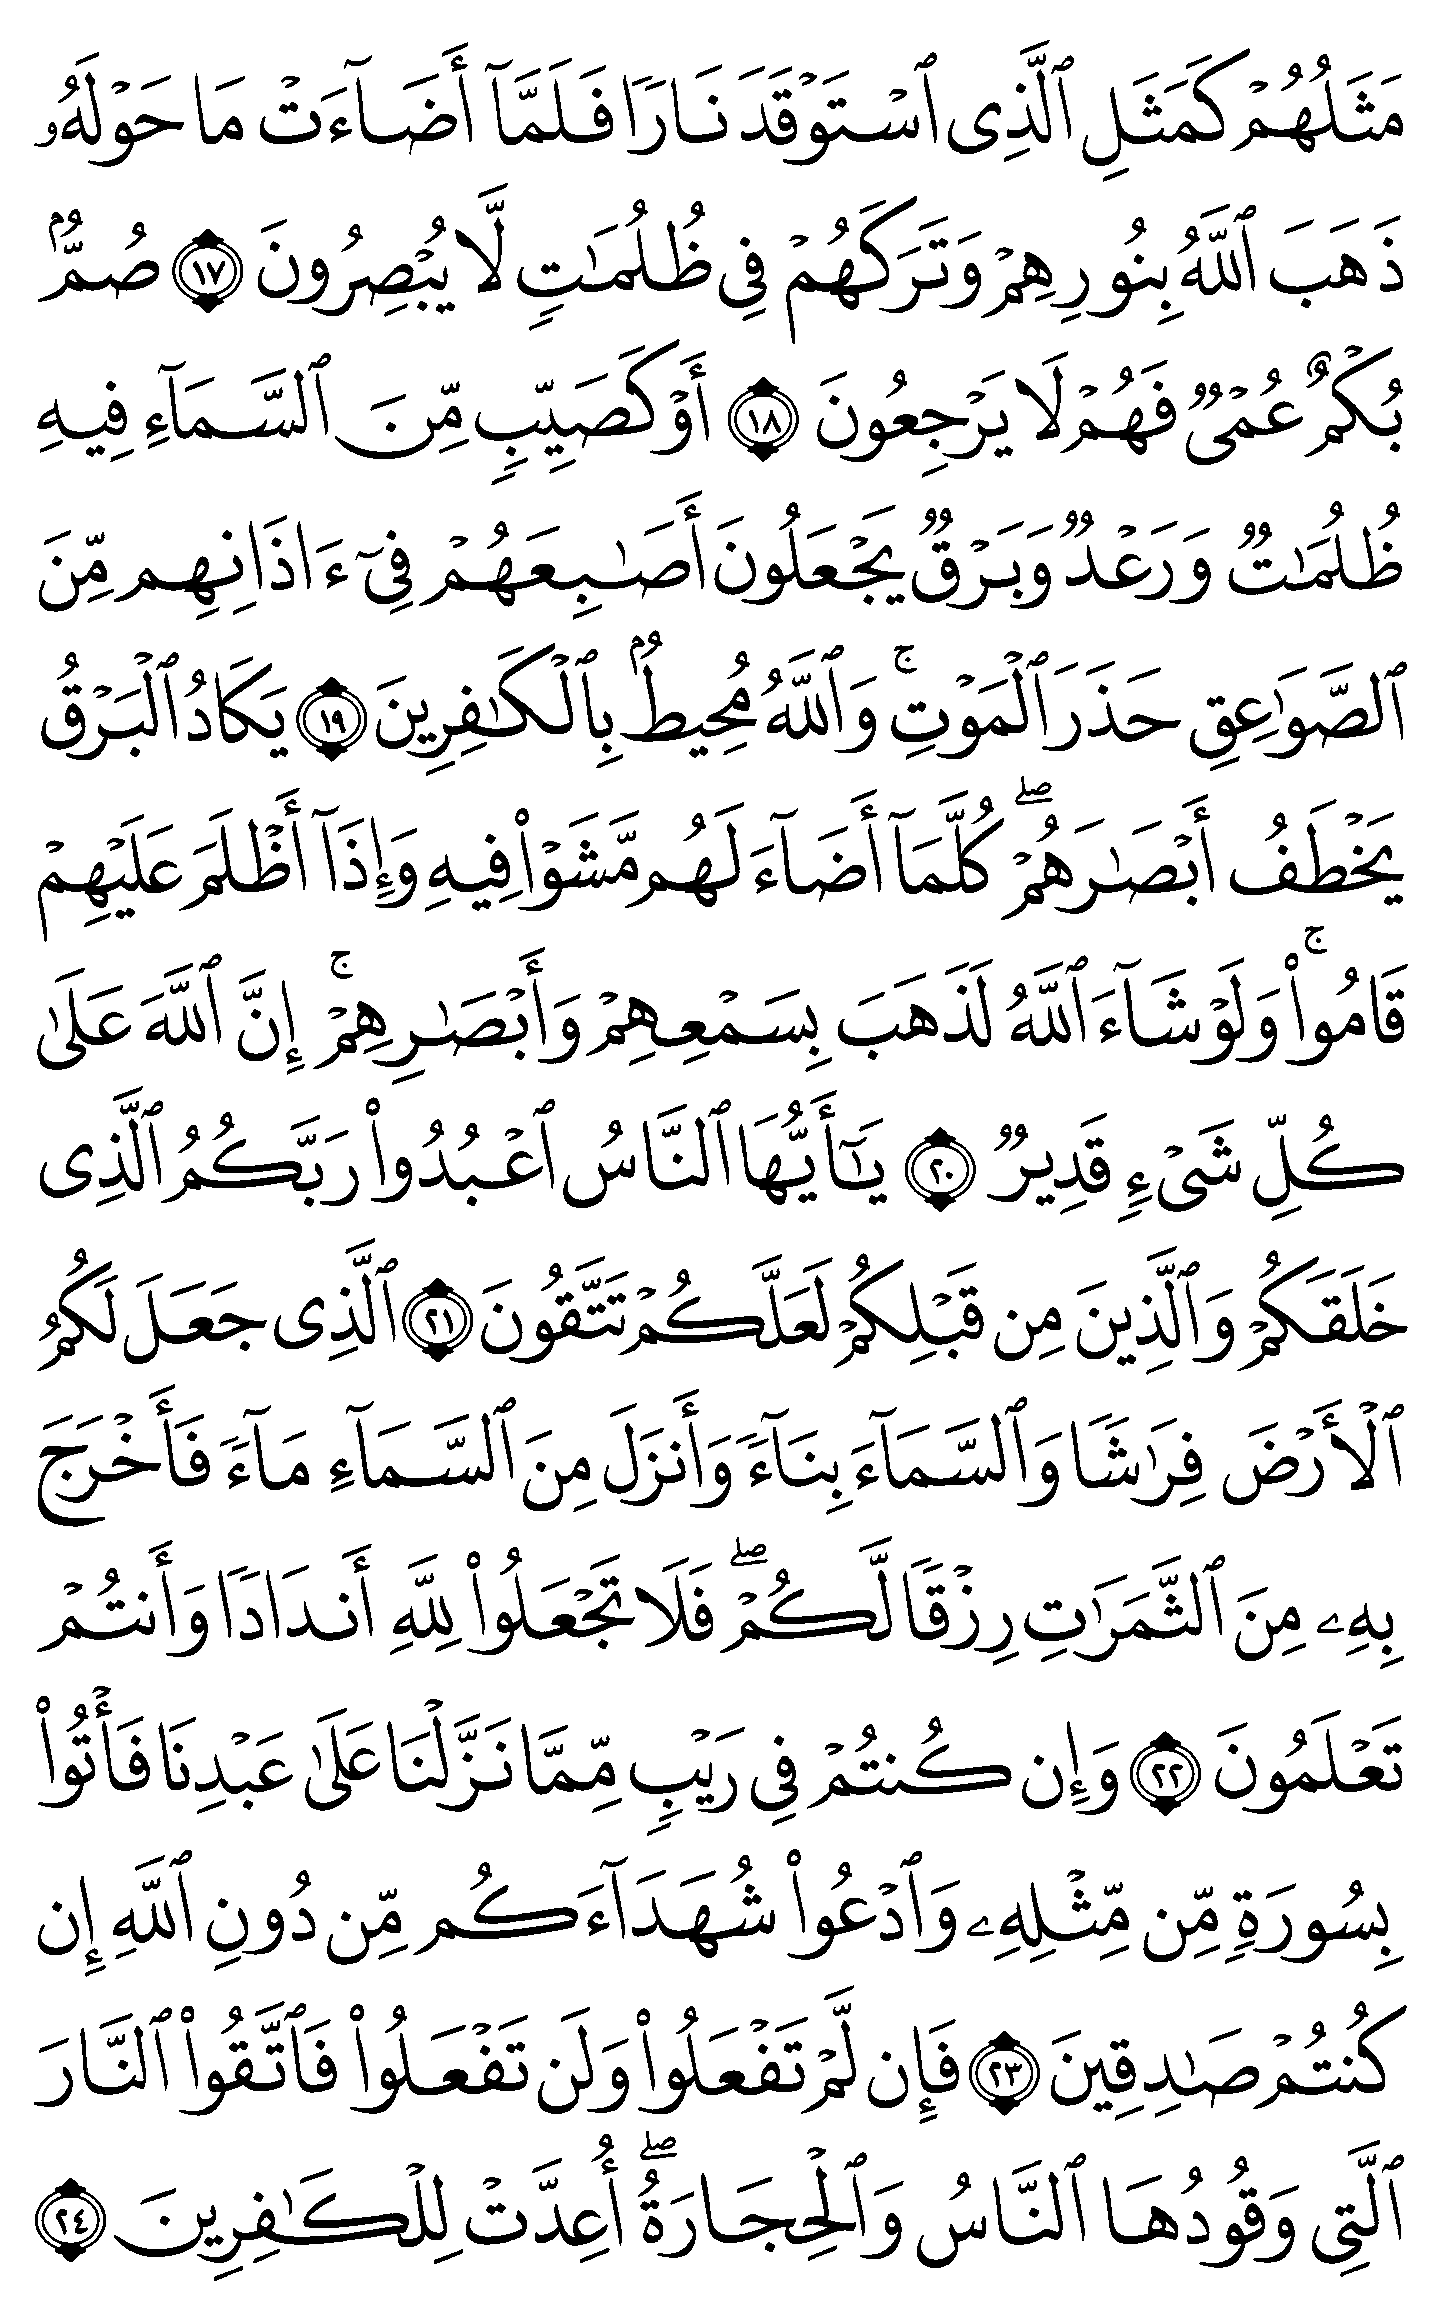 مَثَلُهُمۡ كَمَثَلِ ٱلَّذِي ٱسۡتَوۡقَدَ نَارٗا فَلَمَّآ أَضَآءَتۡ مَا حَوۡلَهُۥ
ذَهَبَ ٱللَّهُ بِنُورِهِمۡ وَتَرَكَهُمۡ فِي ظُلُمَٰتٖ لَّا يُبۡصِرُونَ ١٧ صُمُّۢ
بُكۡمٌ عُمۡيٞ فَهُمۡ لَا يَرۡجِعُونَ ١٨ أَوۡ كَصَيِّبٖ مِّنَ ٱلسَّمَآءِ فِيهِ
ظُلُمَٰتٞ وَرَعۡدٞ وَبَرۡقٞ يَجۡعَلُونَ أَصَٰبِعَهُمۡ فِيٓ ءَاذَانِهِم مِّنَ
ٱلصَّوَٰعِقِ حَذَرَ ٱلۡمَوۡتِۚ وَٱللَّهُ مُحِيطُۢ بِٱلۡكَٰفِرِينَ ١٩ يَكَادُ ٱلۡبَرۡقُ
يَخۡطَفُ أَبۡصَٰرَهُمۡۖ كُلَّمَآ أَضَآءَ لَهُم مَّشَوۡاْ فِيهِ وَإِذَآ أَظۡلَمَ عَلَيۡهِمۡ
قَامُواْۚ وَلَوۡ شَآءَ ٱللَّهُ لَذَهَبَ بِسَمۡعِهِمۡ وَأَبۡصَٰرِهِمۡۚ إِنَّ ٱللَّهَ عَلَىٰ
كُلِّ شَيۡءٖ قَدِيرٞ ٢٠ يَٰٓأَيُّهَا ٱلنَّاسُ ٱعۡبُدُواْ رَبَّكُمُ ٱلَّذِي
خَلَقَكُمۡ وَٱلَّذِينَ مِن قَبۡلِكُمۡ لَعَلَّكُمۡ تَتَّقُونَ ٢١ ٱلَّذِي جَعَلَ لَكُمُ
ٱلۡأَرۡضَ فِرَٰشٗا وَٱلسَّمَآءَ بِنَآءٗ وَأَنزَلَ مِنَ ٱلسَّمَآءِ مَآءٗ فَأَخۡرَجَ
بِهِۦ مِنَ ٱلثَّمَرَٰتِ رِزۡقٗا لَّكُمۡۖ فَلَا تَجۡعَلُواْ لِلَّهِ أَندَادٗا وَأَنتُمۡ
تَعۡلَمُونَ ٢٢ وَإِن كُنتُمۡ فِي رَيۡبٖ مِّمَّا نَزَّلۡنَا عَلَىٰ عَبۡدِنَا فَأۡتُواْ
بِسُورَةٖ مِّن مِّثۡلِهِۦ وَٱدۡعُواْ شُهَدَآءَكُم مِّن دُونِ ٱللَّهِ إِن
كُنتُمۡ صَٰدِقِينَ ٢٣ فَإِن لَّمۡ تَفۡعَلُواْ وَلَن تَفۡعَلُواْ فَٱتَّقُواْ ٱلنَّارَ
ٱلَّتِي وَقُودُهَا ٱلنَّاسُ وَٱلۡحِجَارَةُۖ أُعِدَّتۡ لِلۡكَٰفِرِينَ ٢٤